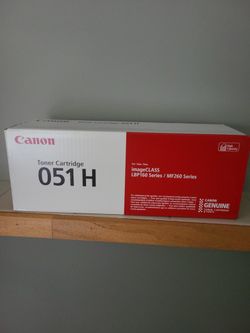 Canon
Toner Cartridge
051 H
imageCLASS
LBP160 Series / MF260 Series
CANON
GENUINE